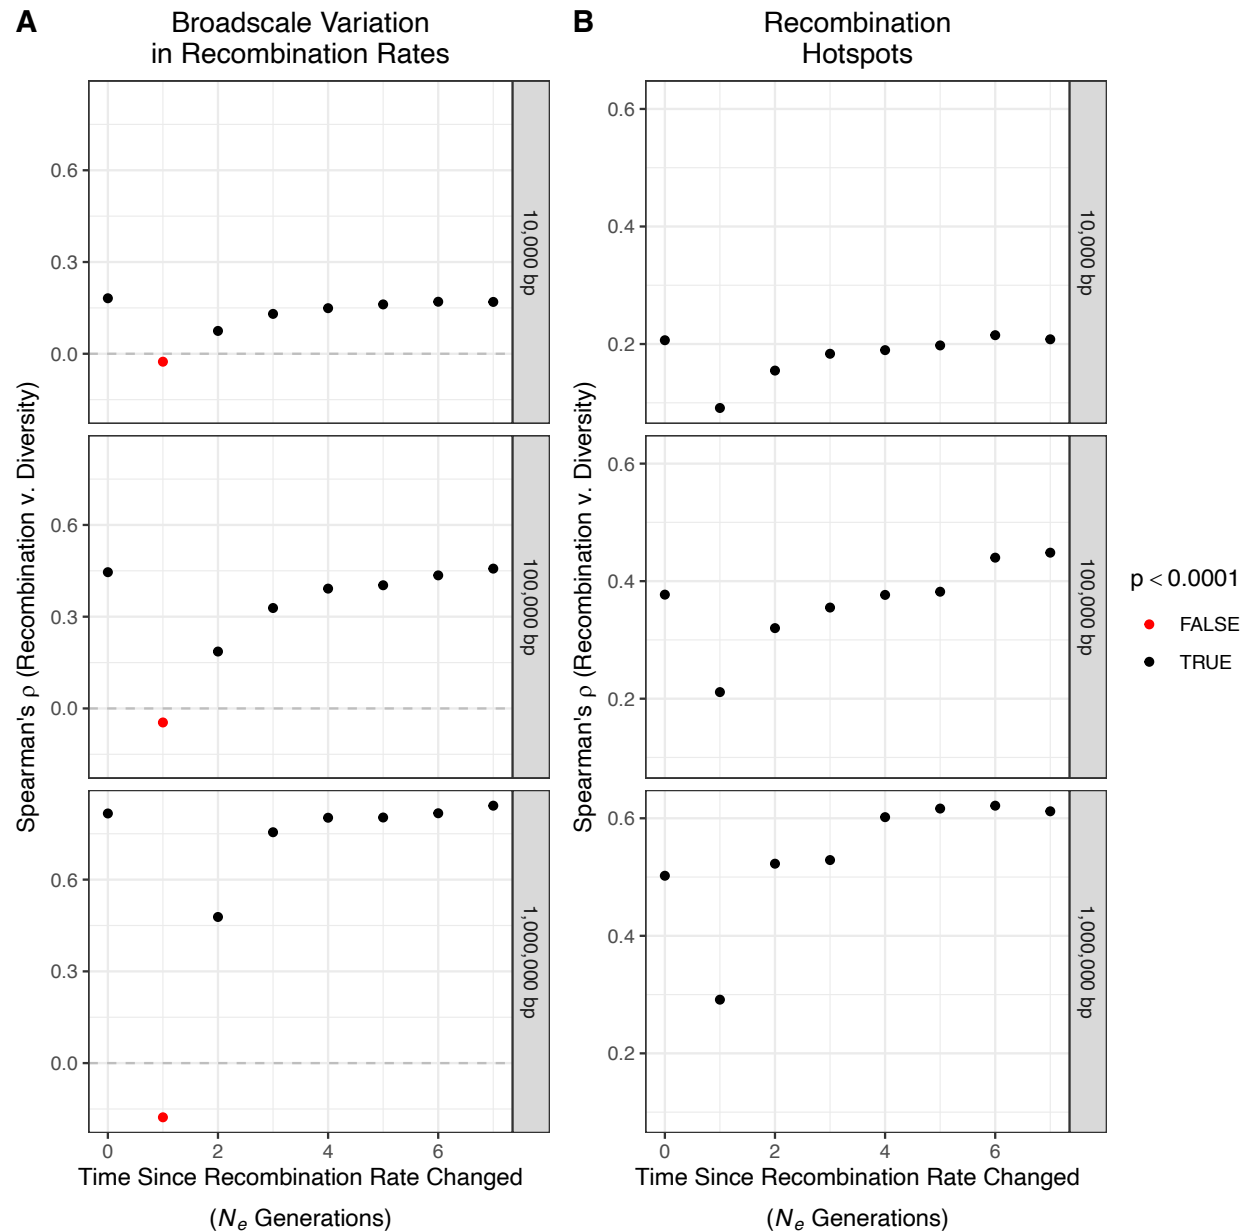 A
Broadscale Variation
in Recombination Rates
Spearman's ρ (Recombination v. Diversity)
0.6
0.3
0.0
10,000 bp
0.6
0.3
0.0
100,000 bp
0.6
0.3
0.0
1,000,000 bp
0 2 4 6
Time Since Recombination Rate Changed
(Ne Generations)
B
Recombination
Hotspots
Spearman's ρ (Recombination v. Diversity)
0.6
0.4
0.2
10,000 bp
0.6
0.4
0.2
100,000 bp
0.6
0.4
0.2
1,000,000 bp
0 2 4 6
Time Since Recombination Rate Changed
(Ne Generations)
p < 0.0001
FALSE
TRUE